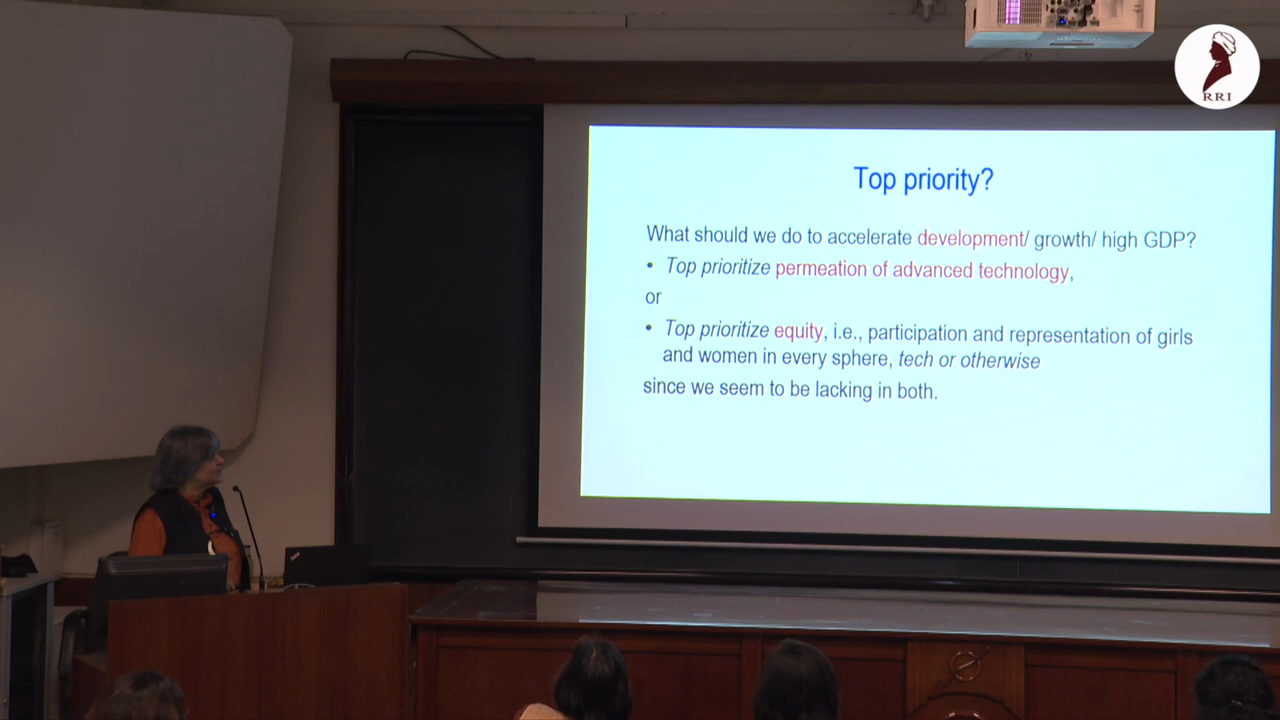 RRI
Top priority?
What should we do to accelerate development/ growth/ high GDP?
• Top prioritize permeation of advanced technology,
or
• Top prioritize equity, i.e., participation and representation of girls
and women in every sphere, tech or otherwise
since we seem to be lacking in both.